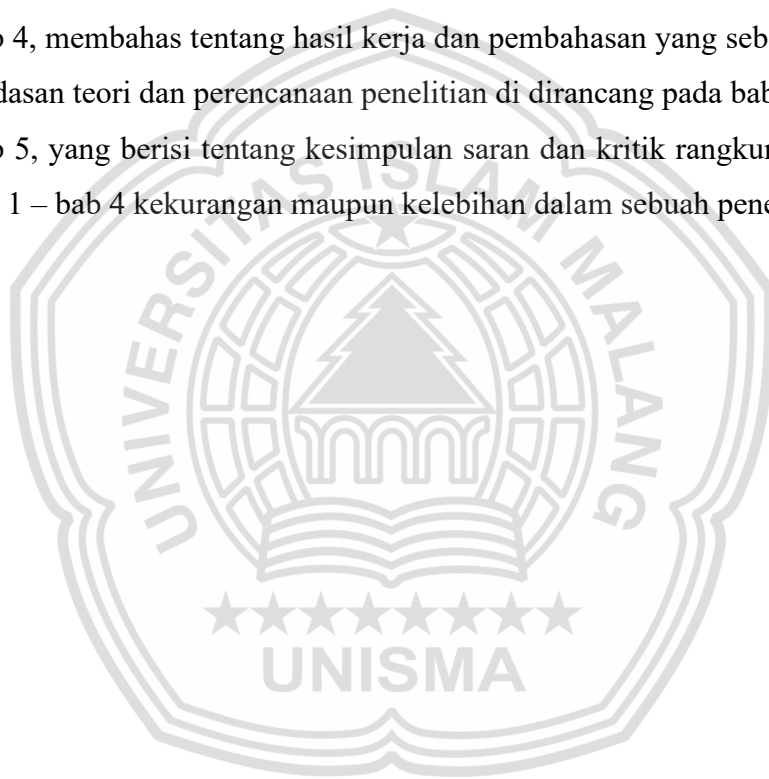 4, membahas tentang hasil kerja dan pembahasan yang seb
dasan teori dan perencanaan penelitian di dirancang pada bab
5, yang berisi tentang kesimpulan saran dan kritik rangku
1 – bab 4 kekurangan maupun kelebihan dalam sebuah pene
UNIVERSITAS ISLAM MALANG
UNISMA